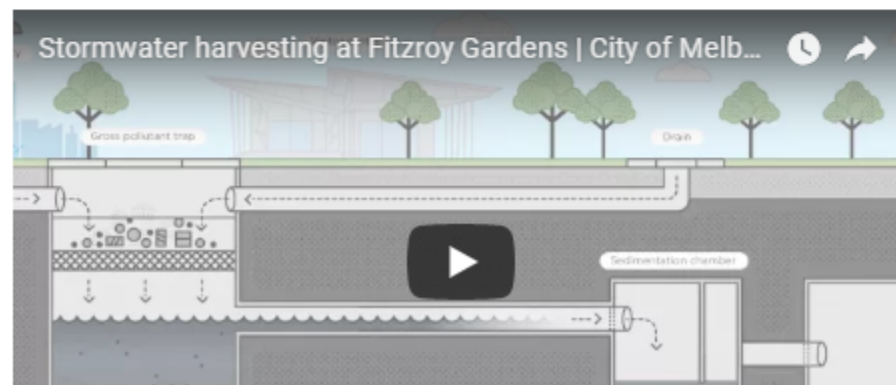 Stormwater harvesting at Fitzroy Gardens | City of Melb...
Gross pollutant trap
Drain
Sedimentation chamber